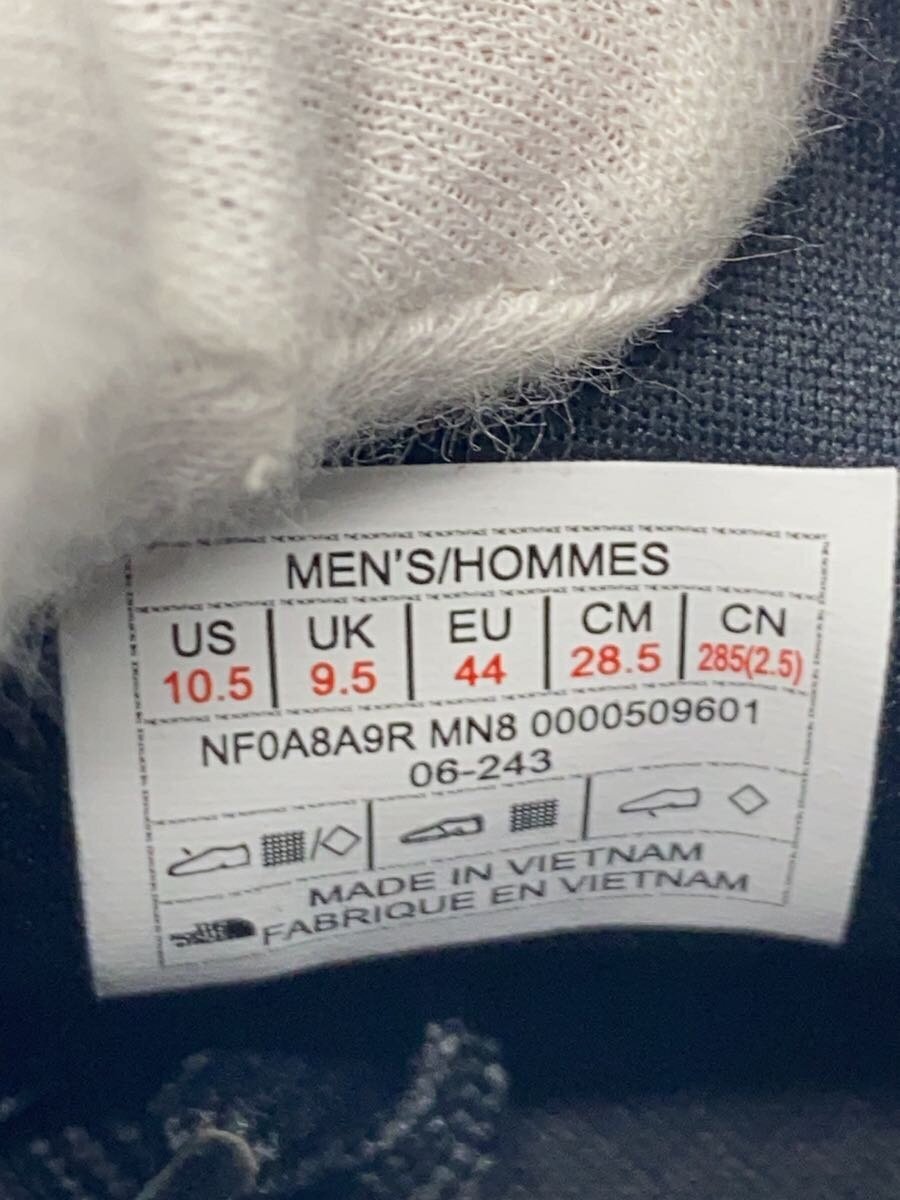 MEN'S/HOMMES
US UK EU CM CN
10.5 9.5 44 28.5 285(2.5)
NF0A8A9R MN8 0000509601
06-243
MADE IN VIETNAM
FABRIQUE EN VIETNAM